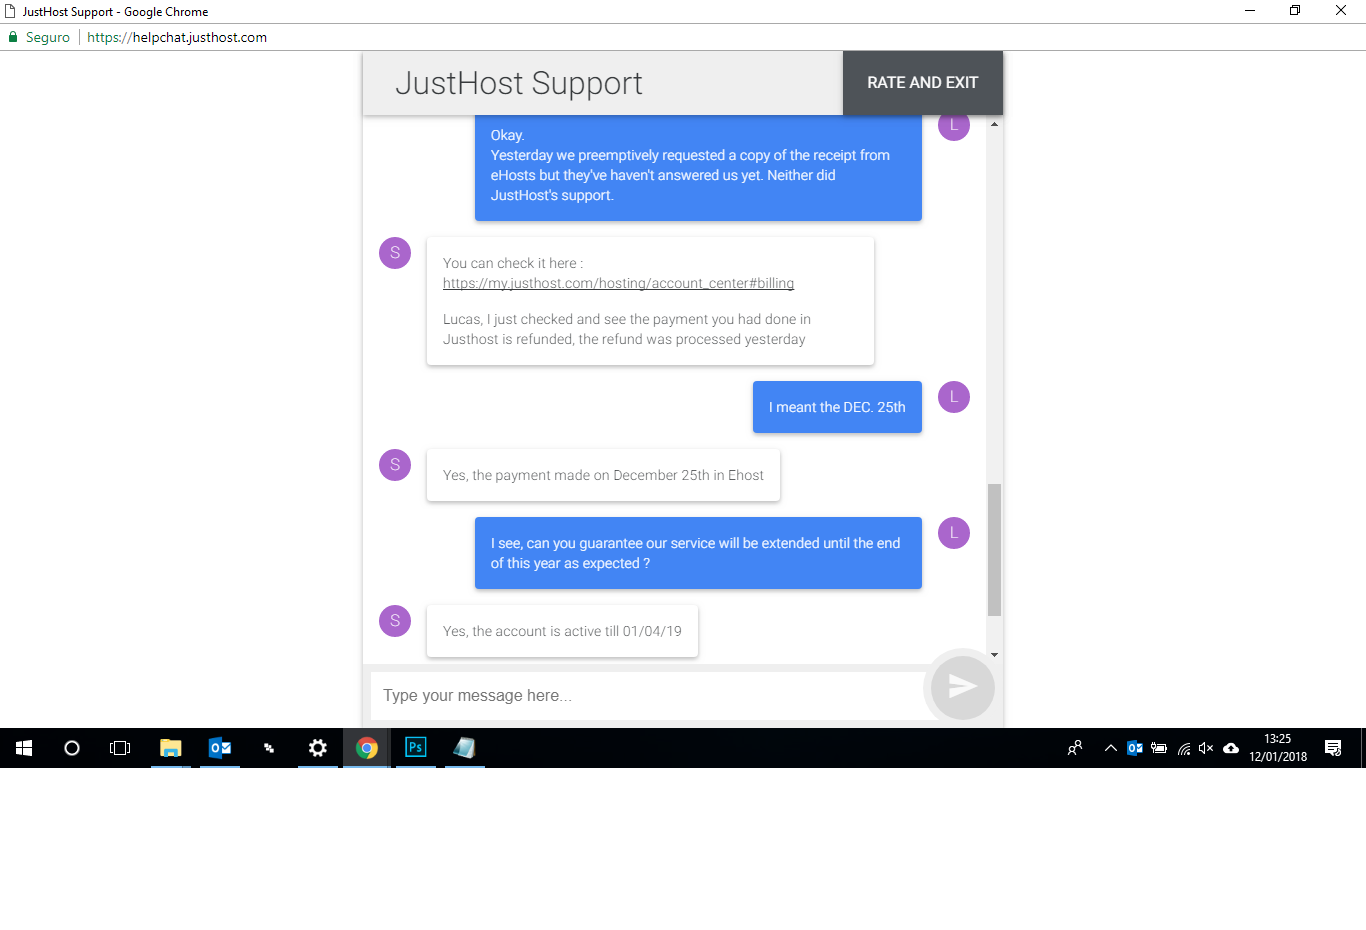 JustHost Support - Google Chrome
Seguro
https://helpchat.justhost.com
JustHost Support
RATE AND EXIT
L
Okay.
Yesterday we preemptively requested a copy of the receipt from
eHosts but they've haven't answered us yet. Neither did
JustHost's support.
S
You can check it here :
https://my.justhost.com/hosting/account_center#billing
Lucas, I just checked and see the payment you had done in
Justhost is refunded, the refund was processed yesterday
I meant the DEC. 25th
L
S
Yes, the payment made on December 25th in Ehost
I see, can you guarantee our service will be extended until the end
of this year as expected ?
L
S
Yes, the account is active till 01/04/19
Type your message here...
Ps
13:25
12/01/2018